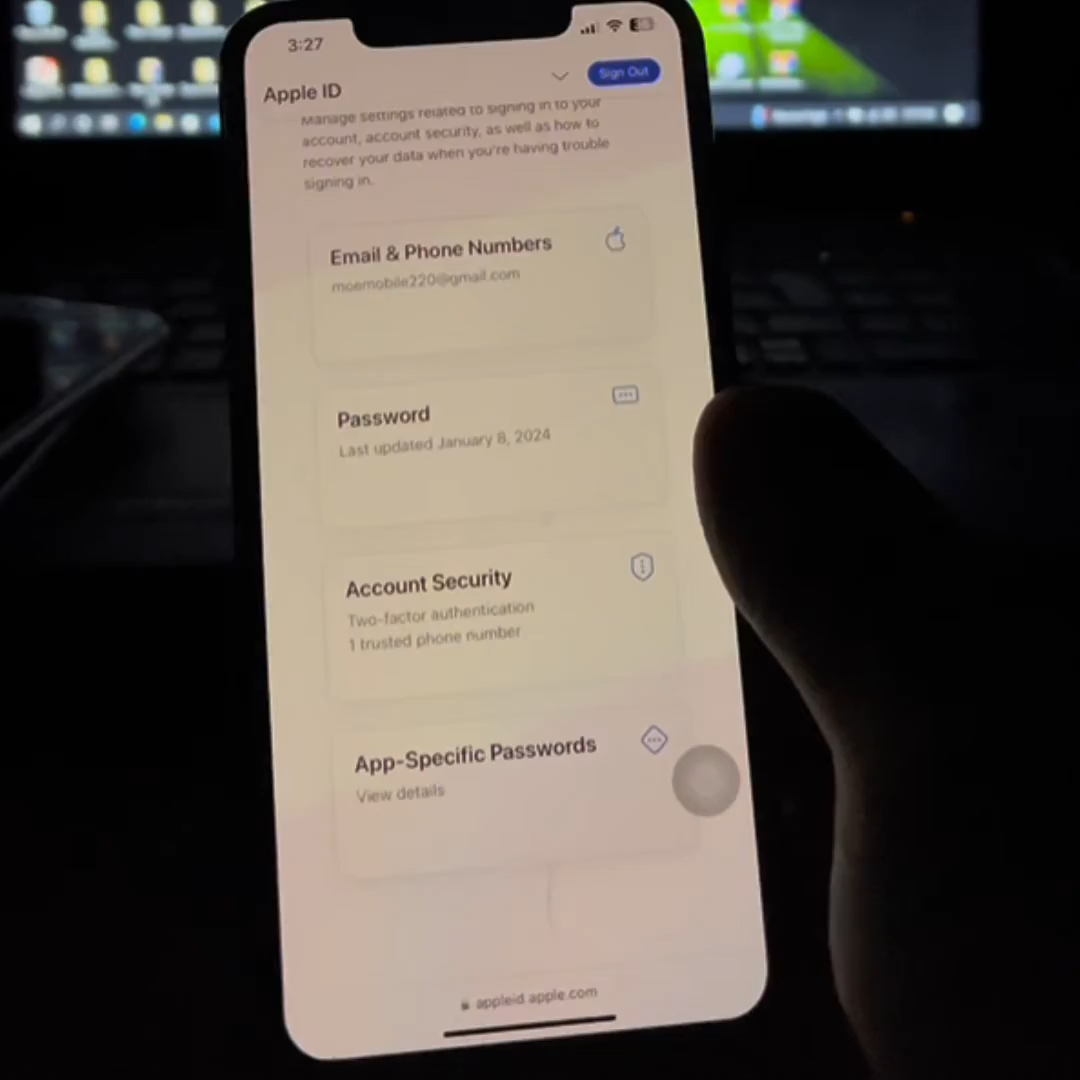 3:27
Apple ID
Sign Out
Manage settings related to signing in to your
account, account security, as well as how to
recover your data when you're having trouble
signing in.
Email & Phone Numbers
moemobile220@gmail.com
Password
Last updated January 8, 2024
Account Security
Two-factor authentication
1 trusted phone number
App-Specific Passwords
View details
appleid.apple.com